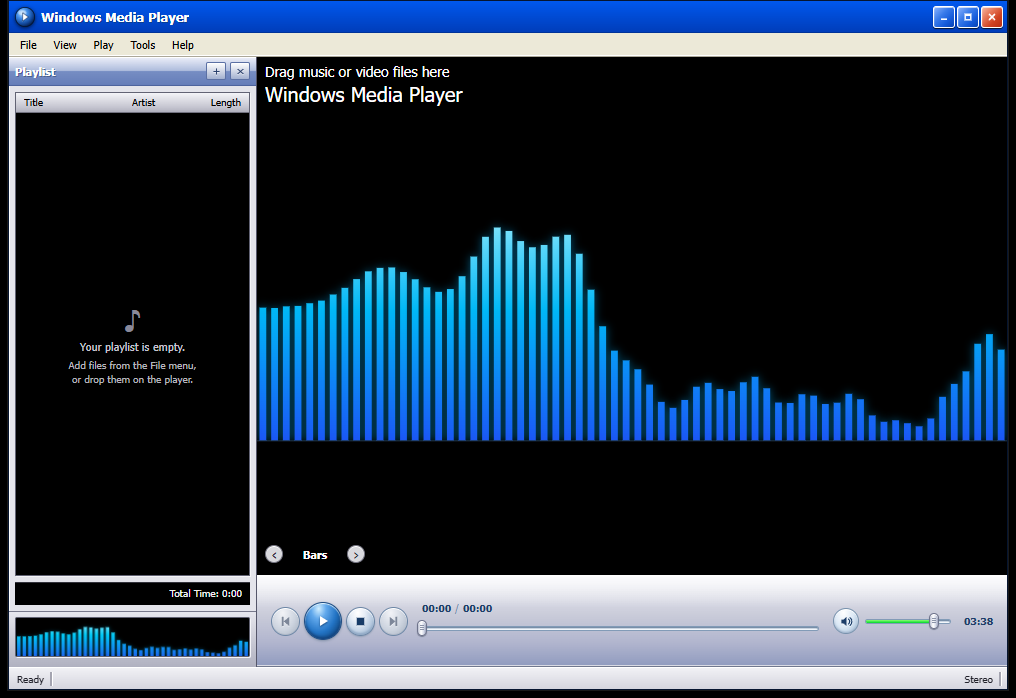 Windows Media Player
File View Play Tools Help
Playlist
Title Artist Length
Your playlist is empty.
Add files from the File menu,
or drop them on the player.
Total Time: 0:00
Drag music or video files here
Windows Media Player
Bars
00:00 / 00:00
03:38
Ready
Stereo